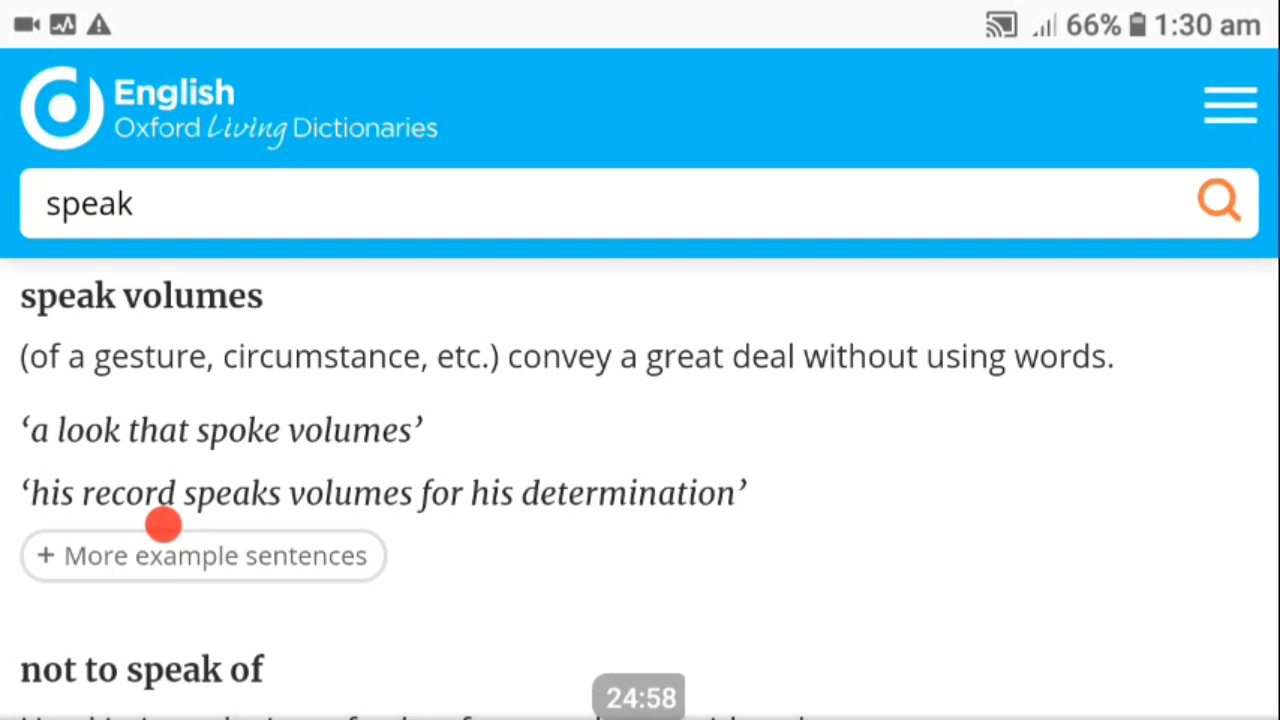 66% 1:30 am
English
Oxford Living Dictionaries
speak
speak volumes
(of a gesture, circumstance, etc.) convey a great deal without using words.
‘a look that spoke volumes’
‘his record speaks volumes for his determination’
+ More example sentences
not to speak of
24:58